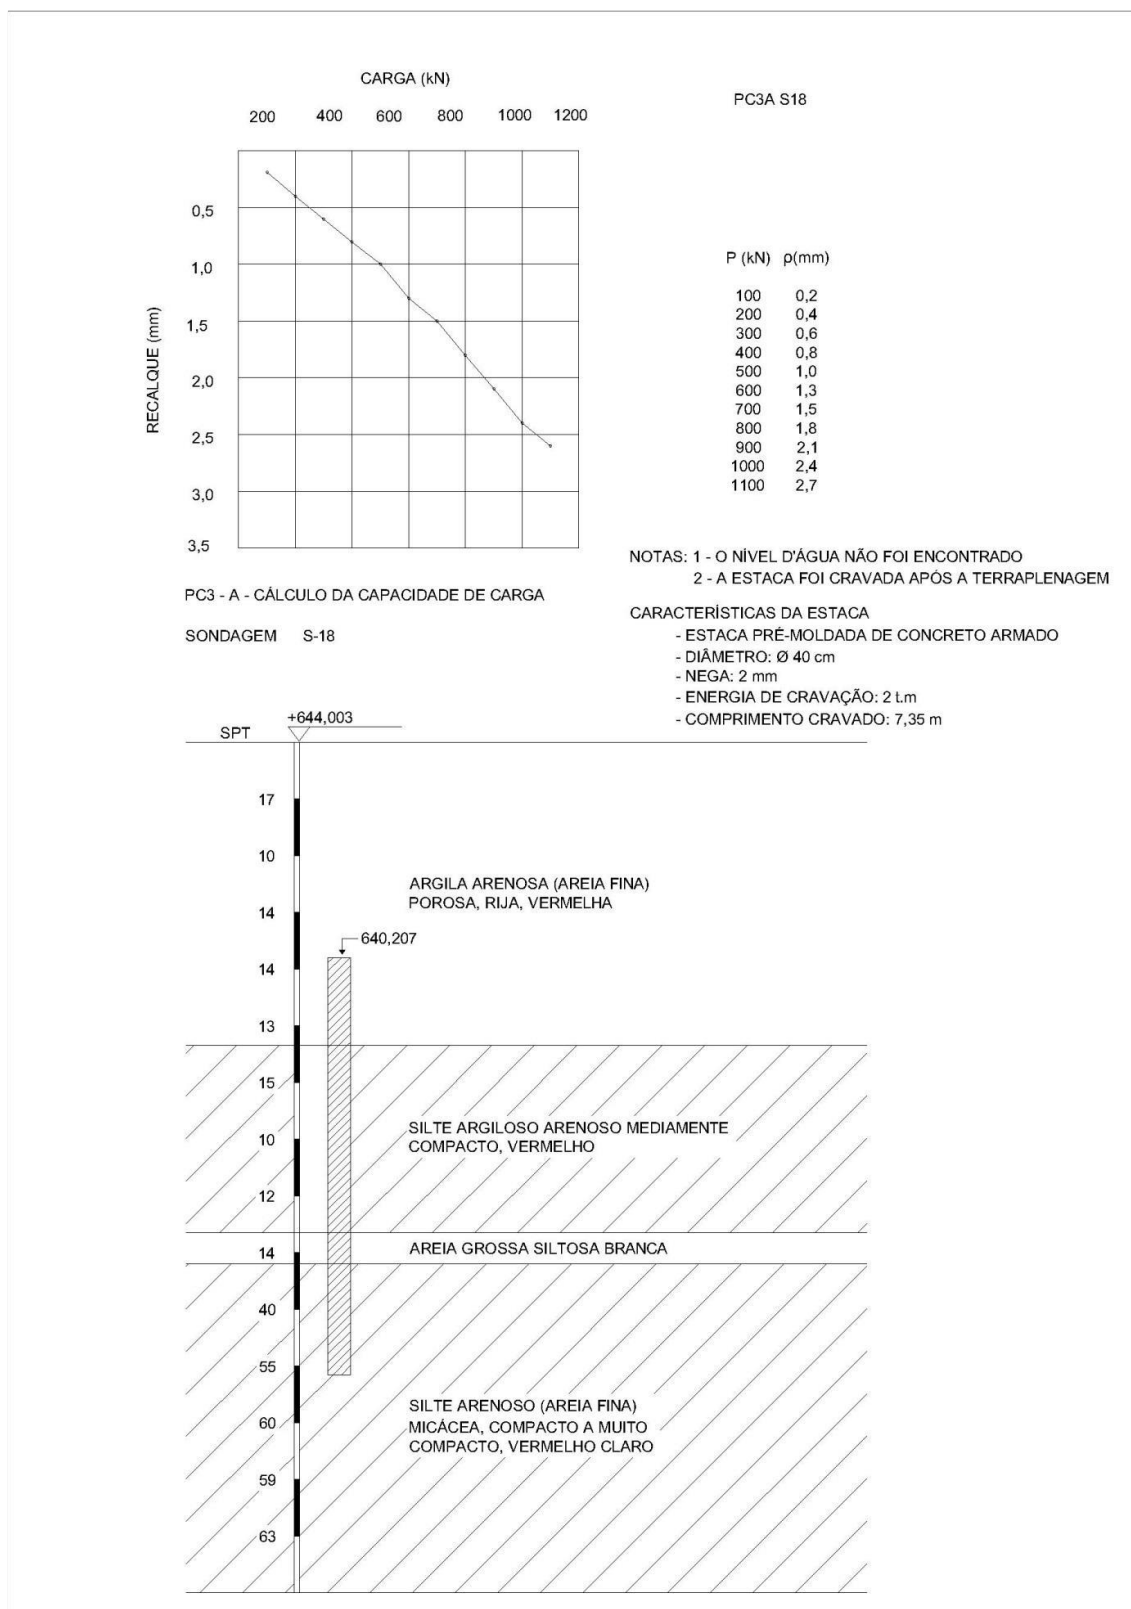 CARGA (kN)
200 400 600 800 1000 1200
RECALQUE (mm)
0,5
1,0
1,5
2,0
2,5
3,0
3,5
PC3A S18
P (kN) ρ(mm)
100 0,2
200 0,4
300 0,6
400 0,8
500 1,0
600 1,3
700 1,5
800 1,8
900 2,1
1000 2,4
1100 2,7
PC3 - A - CÁLCULO DA CAPACIDADE DE CARGA
SONDAGEM S-18
NOTAS: 1 - O NÍVEL D'ÁGUA NÃO FOI ENCONTRADO
2 - A ESTACA FOI CRAVADA APÓS A TERRAPLENAGEM
CARACTERÍSTICAS DA ESTACA
- ESTACA PRÉ-MOLDADA DE CONCRETO ARMADO
- DIÂMETRO: Ø 40 cm
- NEGA: 2 mm
- ENERGIA DE CRAVAÇÃO: 2 t.m
- COMPRIMENTO CRAVADO: 7,35 m
SPT
+644,003
17
10
14
14
13
15
10
12
14
40
55
60
59
63
ARGILA ARENOSA (AREIA FINA)
POROSA, RIJA, VERMELHA
640,207
SILTE ARGILOSO ARENOSO MEDIAMENTE
COMPACTO, VERMELHO
AREIA GROSSA SILTOSA BRANCA
SILTE ARENOSO (AREIA FINA)
MICÁCEA, COMPACTO A MUITO
COMPACTO, VERMELHO CLARO